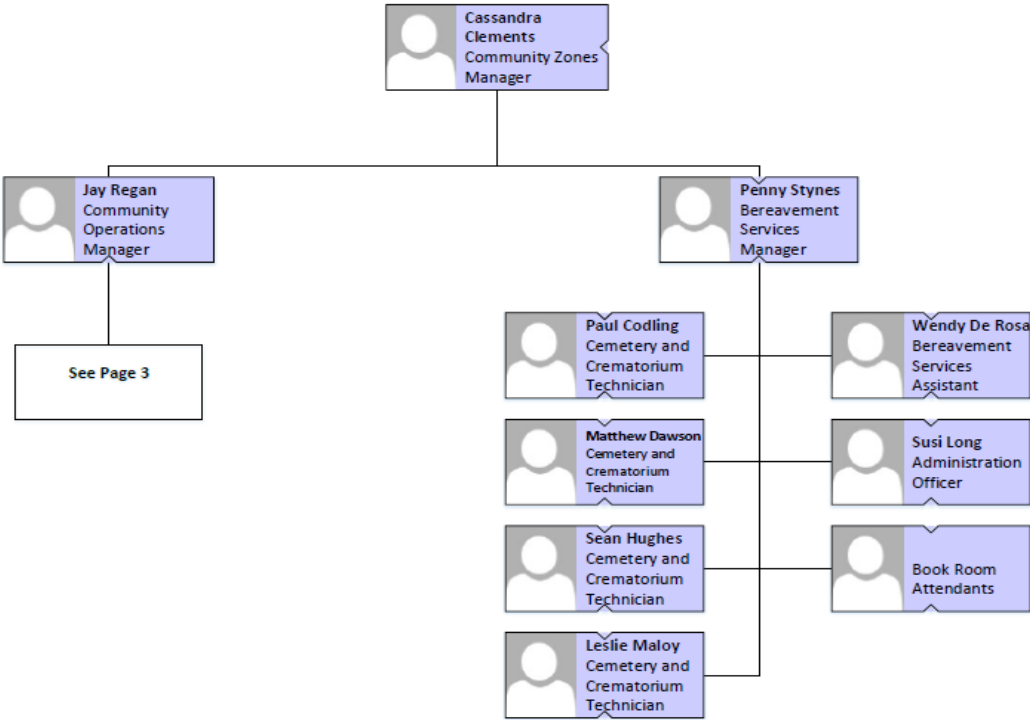 Cassandra
Clements
Community Zones
Manager
Jay Regan
Community
Operations
Manager
Penny Stynes
Bereavement
Services
Manager
See Page 3
Paul Codling
Cemetery and
Crematorium
Technician
Wendy De Rosa
Bereavement
Services
Assistant
Matthew Dawson
Cemetery and
Crematorium
Technician
Susi Long
Administration
Officer
Sean Hughes
Cemetery and
Crematorium
Technician
Book Room
Attendants
Leslie Maloy
Cemetery and
Crematorium
Technician